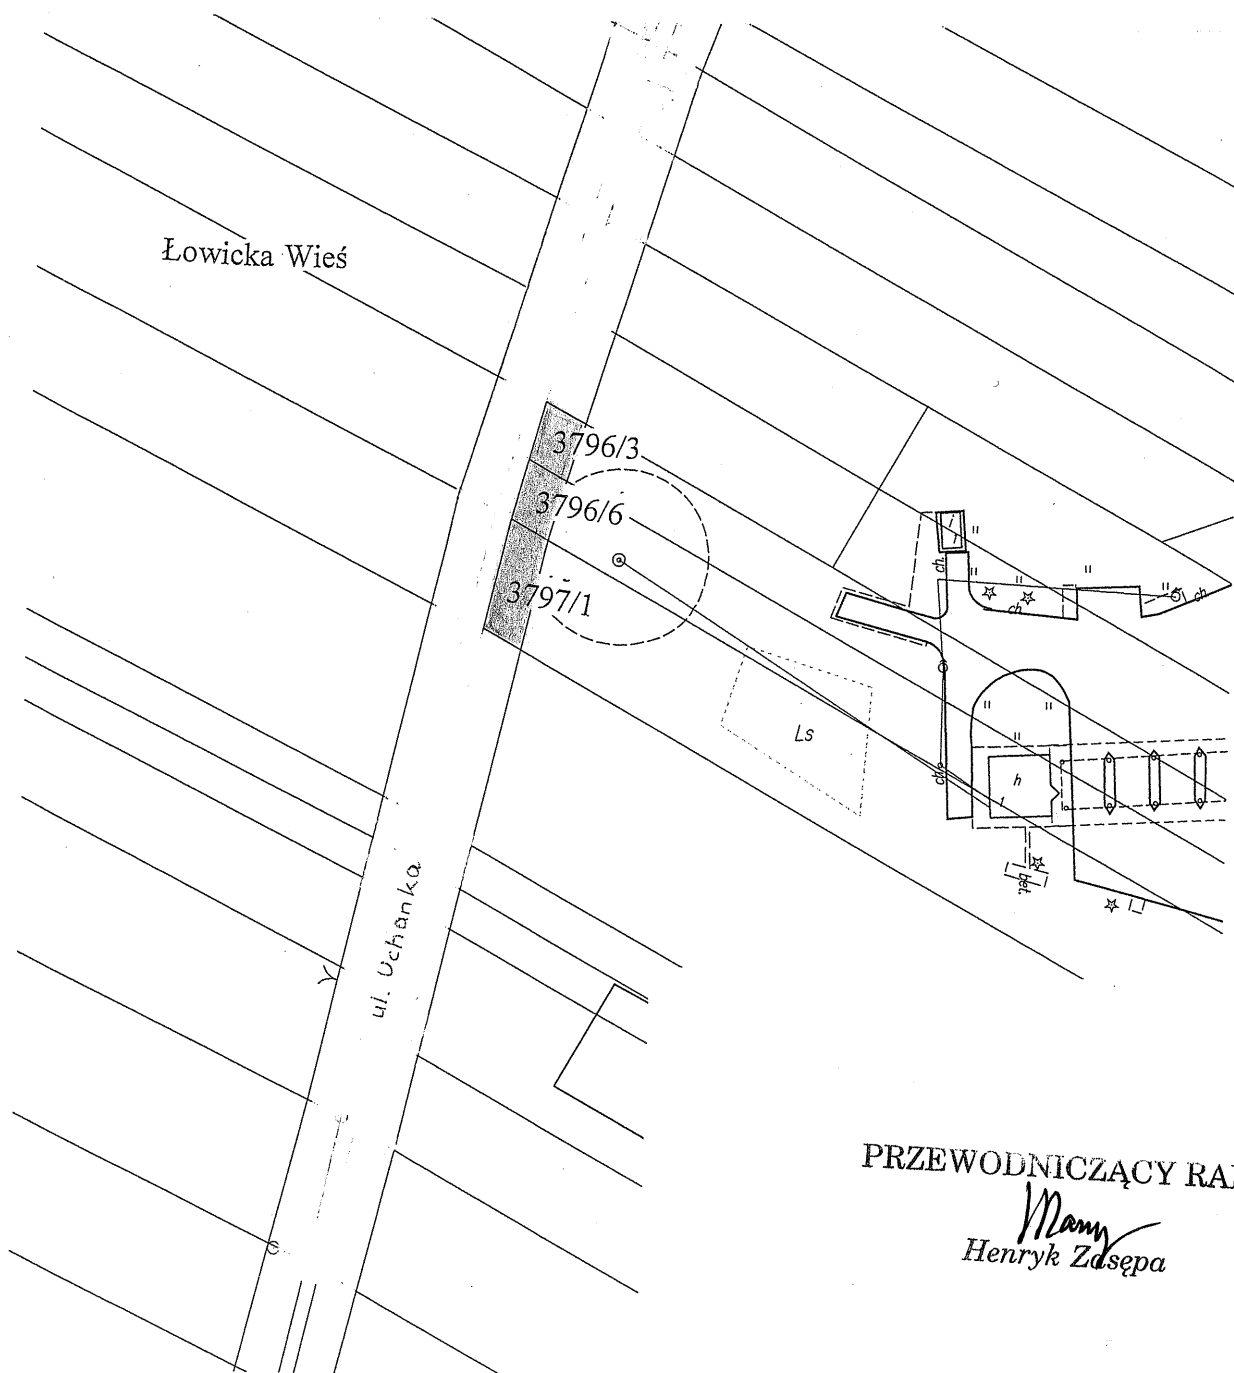 Łowicka Wieś
3796/3
3796/6
3797/1
ch.
ch
ch
Ls
h
1
ch
bet.
ul. Uchanka
PRZEWODNICZĄCY RA
Henryk Zasępa